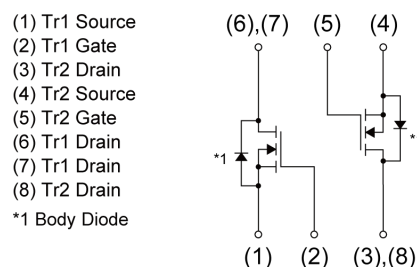 (1) Tr1 Source
(2) Tr1 Gate
(3) Tr2 Drain
(4) Tr2 Source
(5) Tr2 Gate
(6) Tr1 Drain
(7) Tr1 Drain
(8) Tr2 Drain
*1 Body Diode
(6),(7) (5) (4)
*1 *
(1) (2) (3),(8)